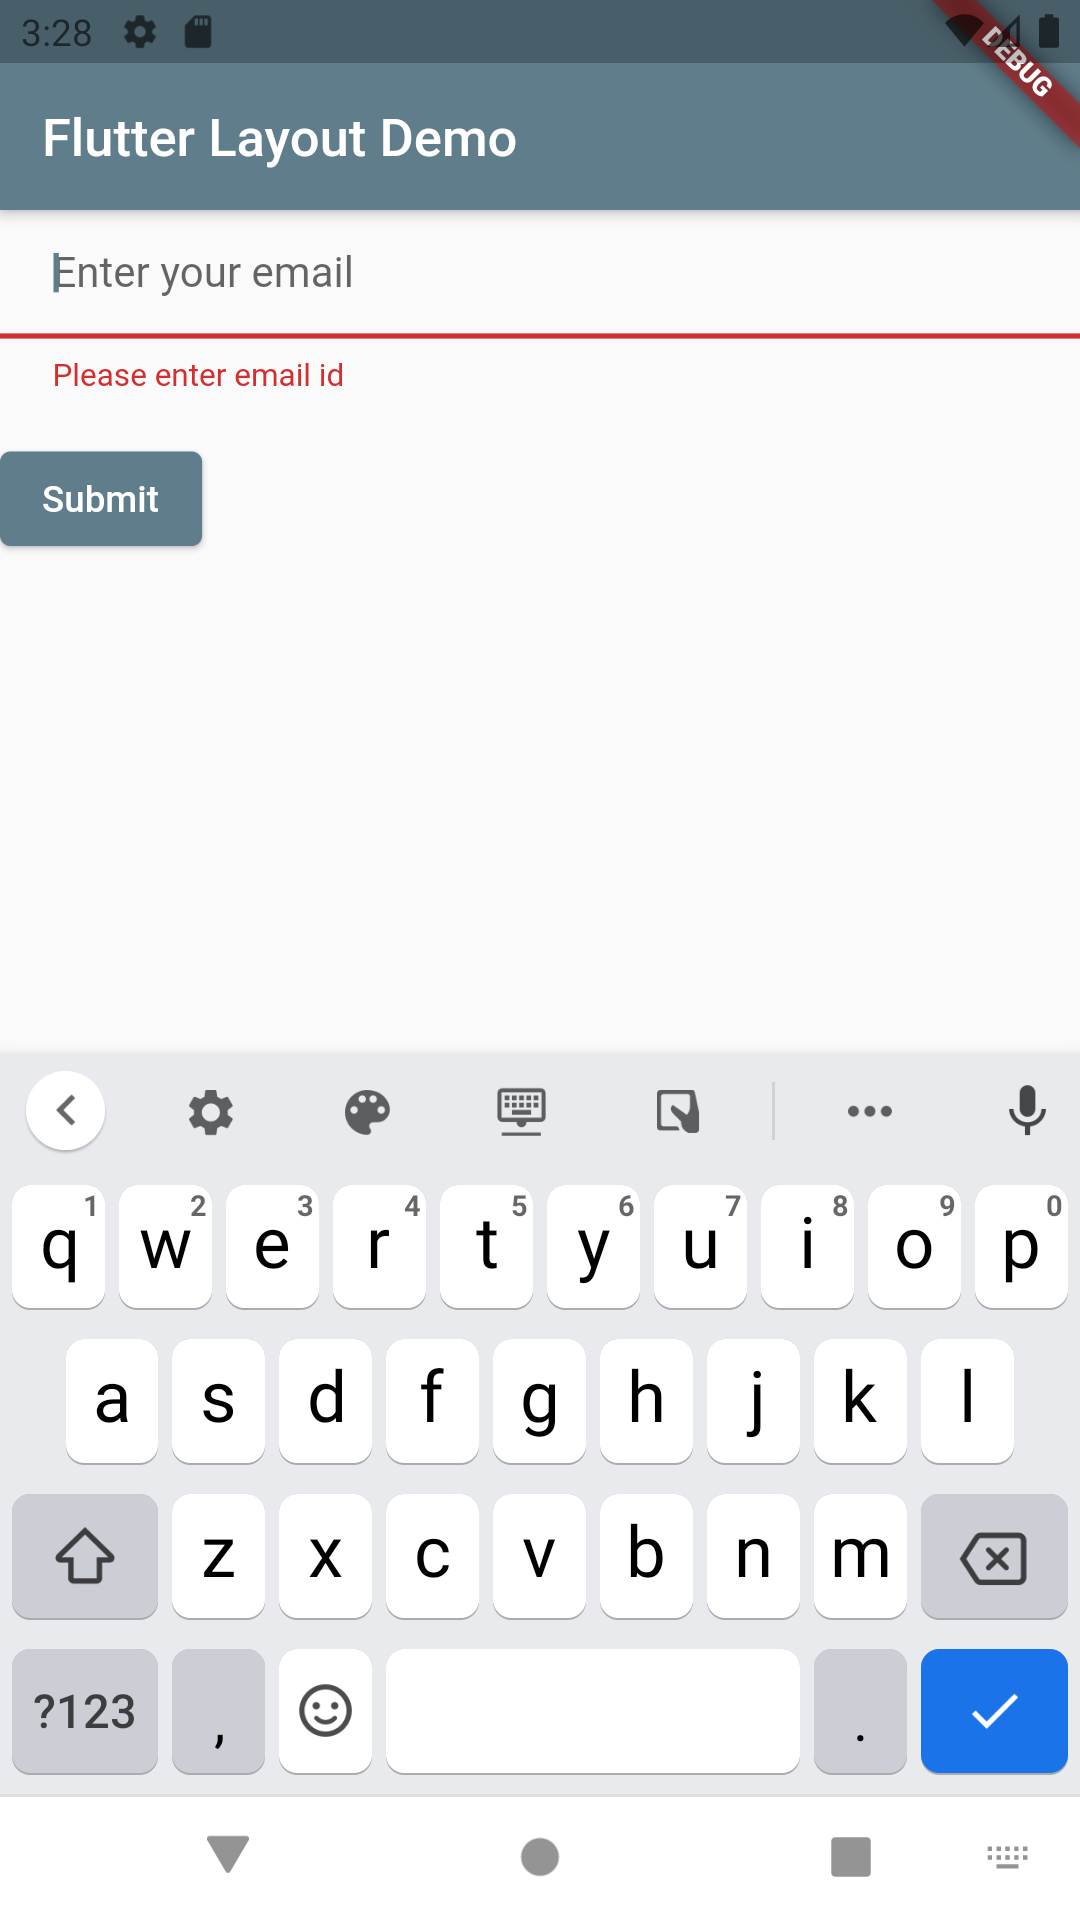 3:28
DEBUG
Flutter Layout Demo
Enter your email
Please enter email id
Submit
1 2 3 4 5 6 7 8 9 0
q w e r t y u i o p
a s d f g h j k l
z x c v b n m
?123 , .